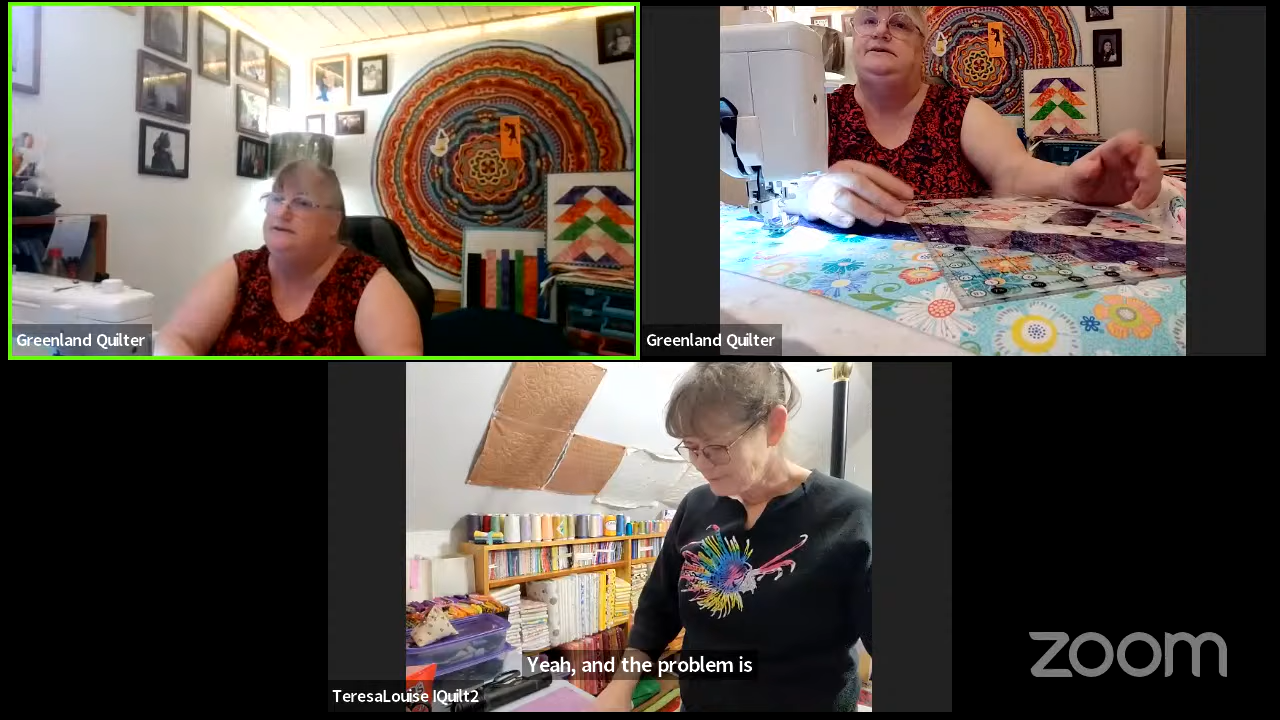 Greenland Quilter
Greenland Quilter
Yeah, and the problem is
TeresaLouise IQuilt2
zoom